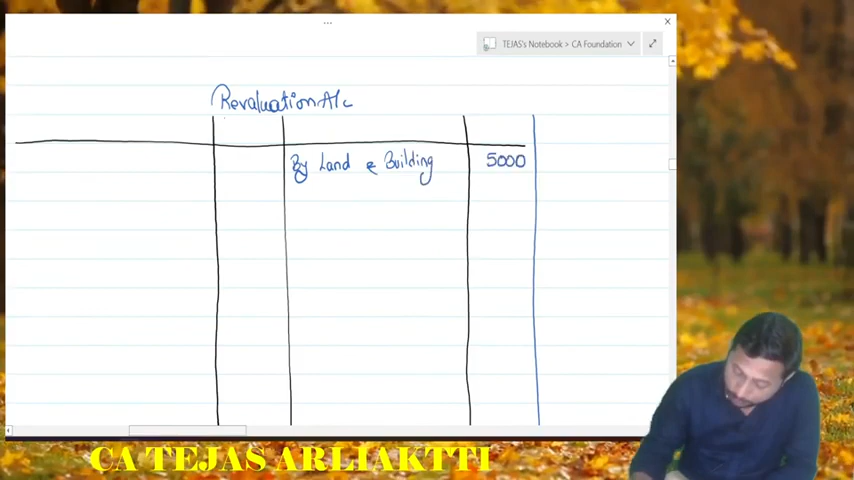 TEJAS's Notebook > CA Foundation
Revaluation A/c
By Land & Building 5000
CA TEJAS ARLIAKTTI